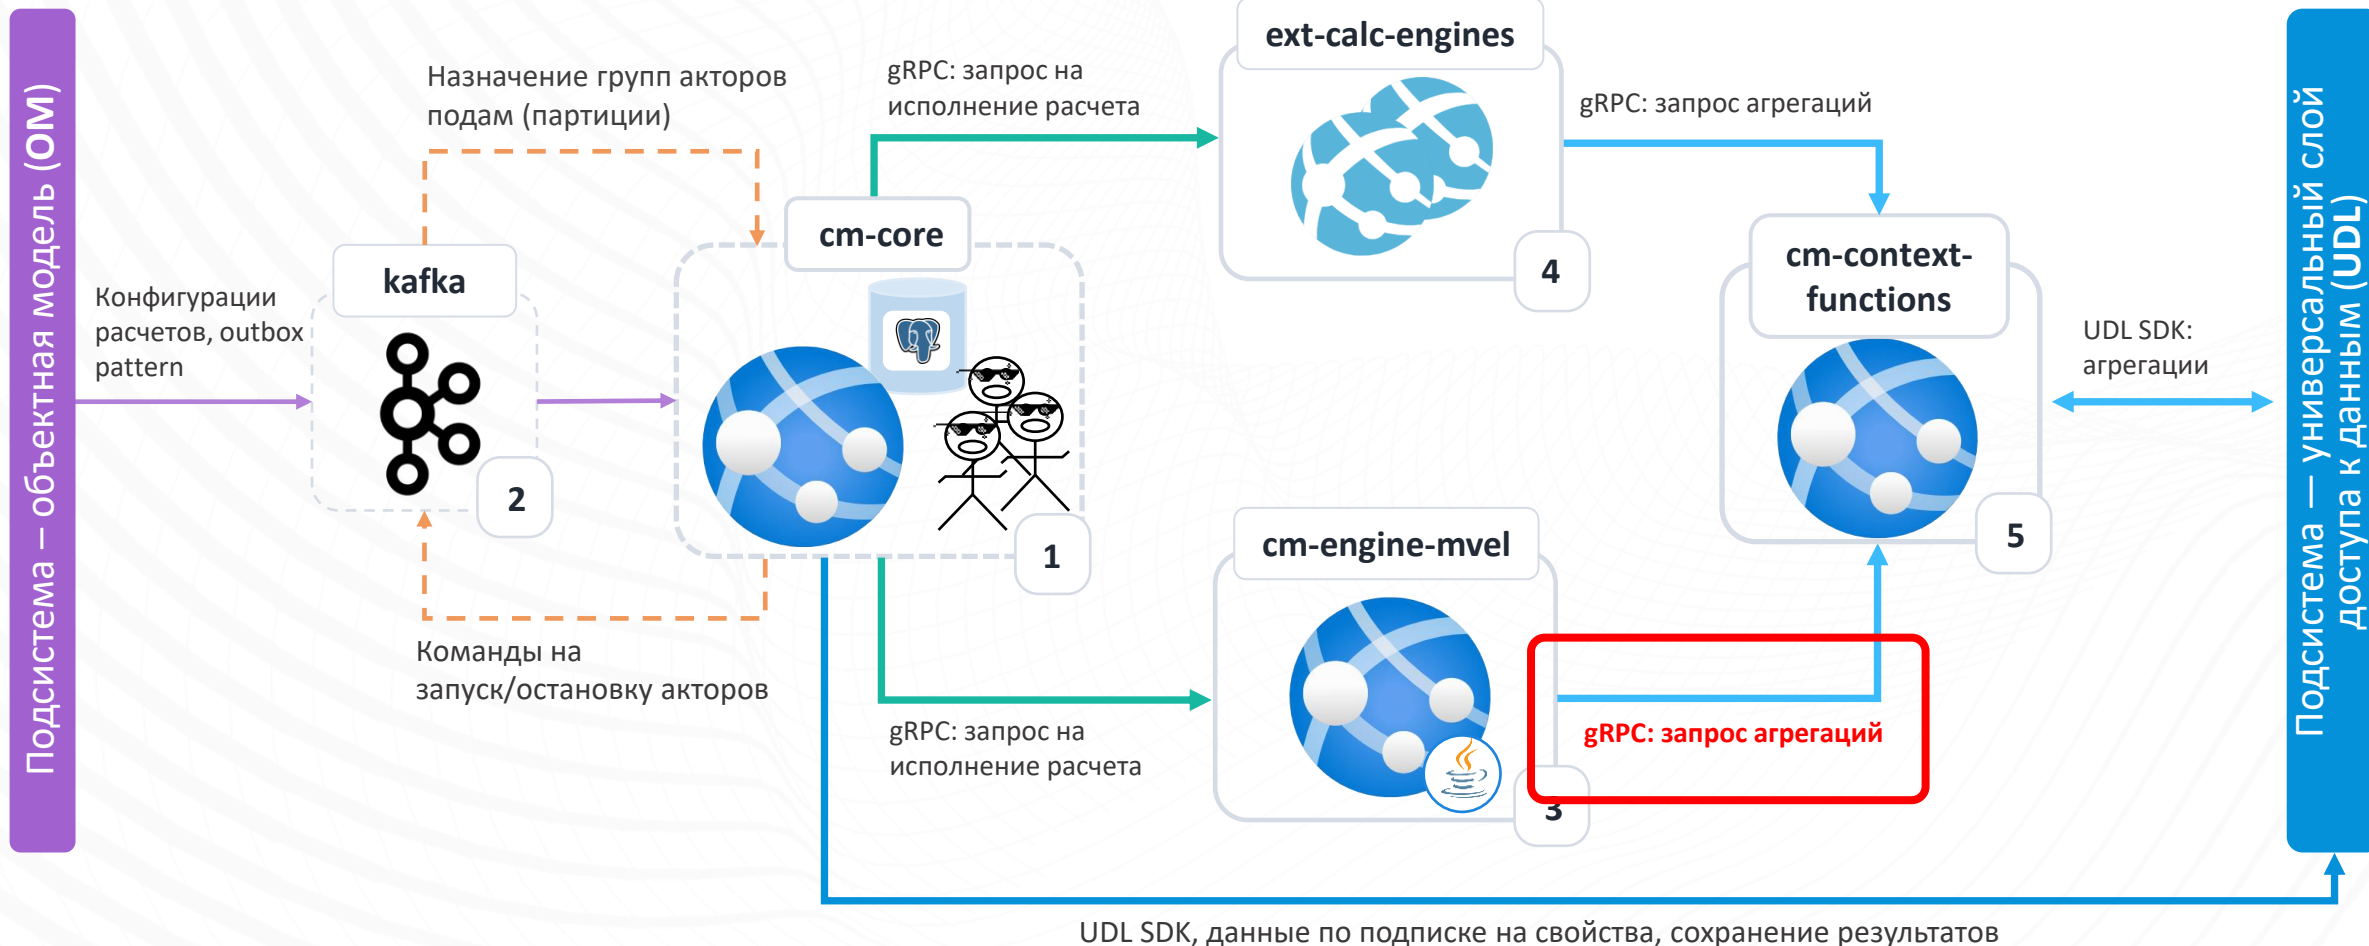 Подсистема – объектная модель (ОМ)
Конфигурации
расчетов, outbox
pattern
Назначение групп акторов
подам (партиции)
kafka
2
Команды на
запуск/остановку акторов
cm-core
1
gRPC: запрос на
исполнение расчета
ext-calc-engines
4
gRPC: запрос агрегаций
gRPC: запрос на
исполнение расчета
cm-engine-mvel
3
gRPC: запрос агрегаций
cm-context-
functions
5
UDL SDK:
агрегации
Подсистема — универсальный слой
доступа к данным (UDL)
UDL SDK, данные по подписке на свойства, сохранение результатов